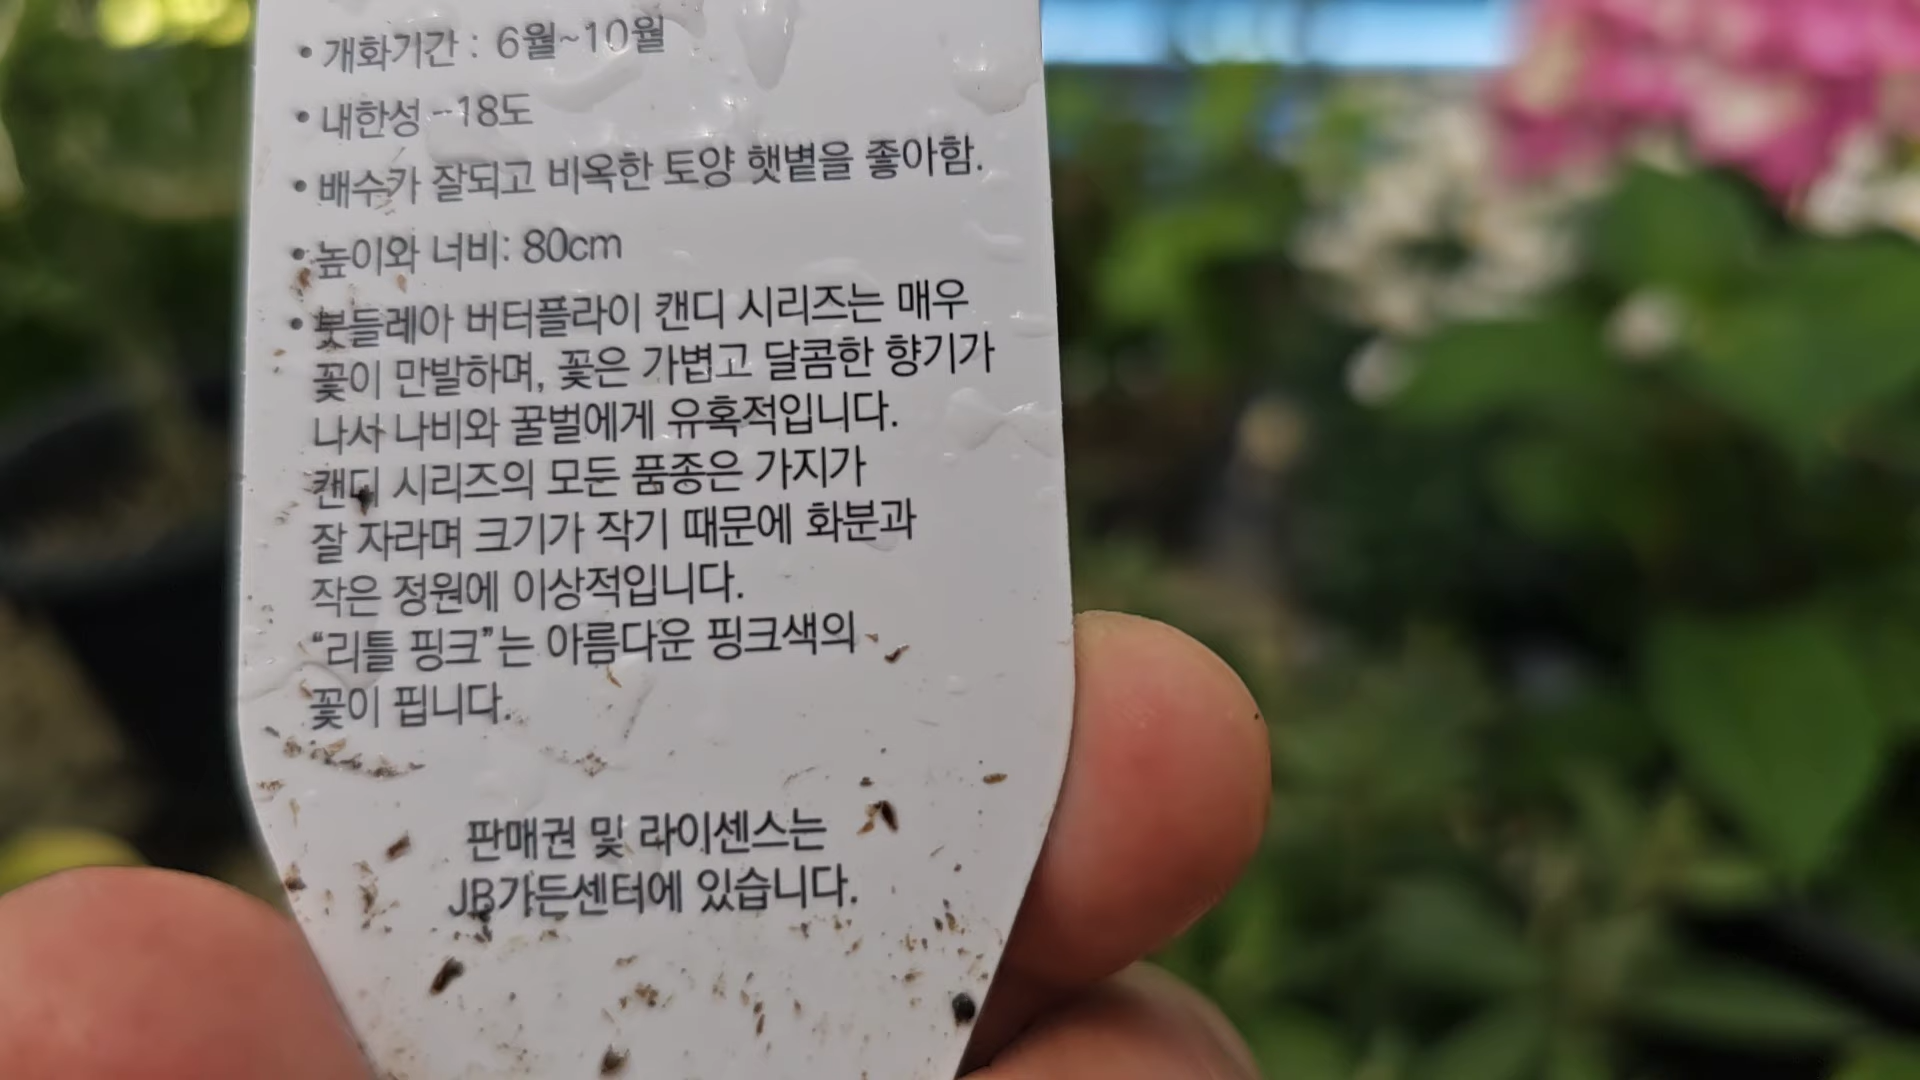 • 개화기간 : 6월~10월
• 내한성 -18도
• 배수가 잘되고 비옥한 토양 햇볕을 좋아함.
• 높이와 너비: 80cm
• 붓들레아 버터플라이 캔디 시리즈는 매우
꽃이 만발하며, 꽃은 가볍고 달콤한 향기가
나서 나비와 꿀벌에게 유혹적입니다.
캔디 시리즈의 모든 품종은 가지가
잘 자라며 크기가 작기 때문에 화분과
작은 정원에 이상적입니다.
“리틀 핑크”는 아름다운 핑크색의
꽃이 핍니다.
판매권 및 라이센스는
JB가든센터에 있습니다.